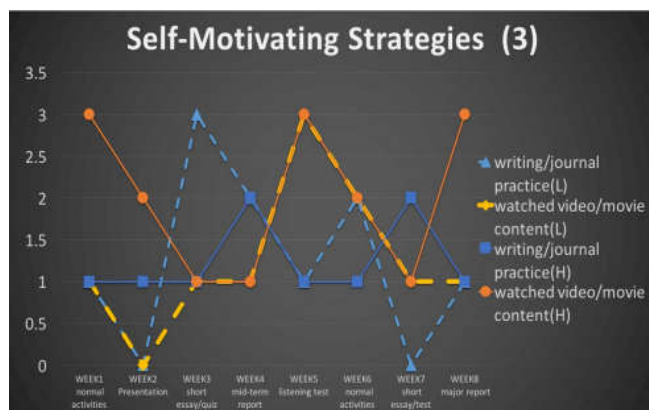 Self-Motivating Strategies (3)
3.5
3
2.5
2
1.5
1
0.5
0
WEEK1
normal
activities
WEEK2
Presentation
WEEK3
short
essay/quiz
WEEK4
mid-term
report
WEEK5
listening test
WEEK6
normal
activities
WEEK7
short
essay/test
WEEK8
major report
writing/journal
practice(L)
watched video/movie
content(L)
writing/journal
practice(H)
watched video/movie
content(H)